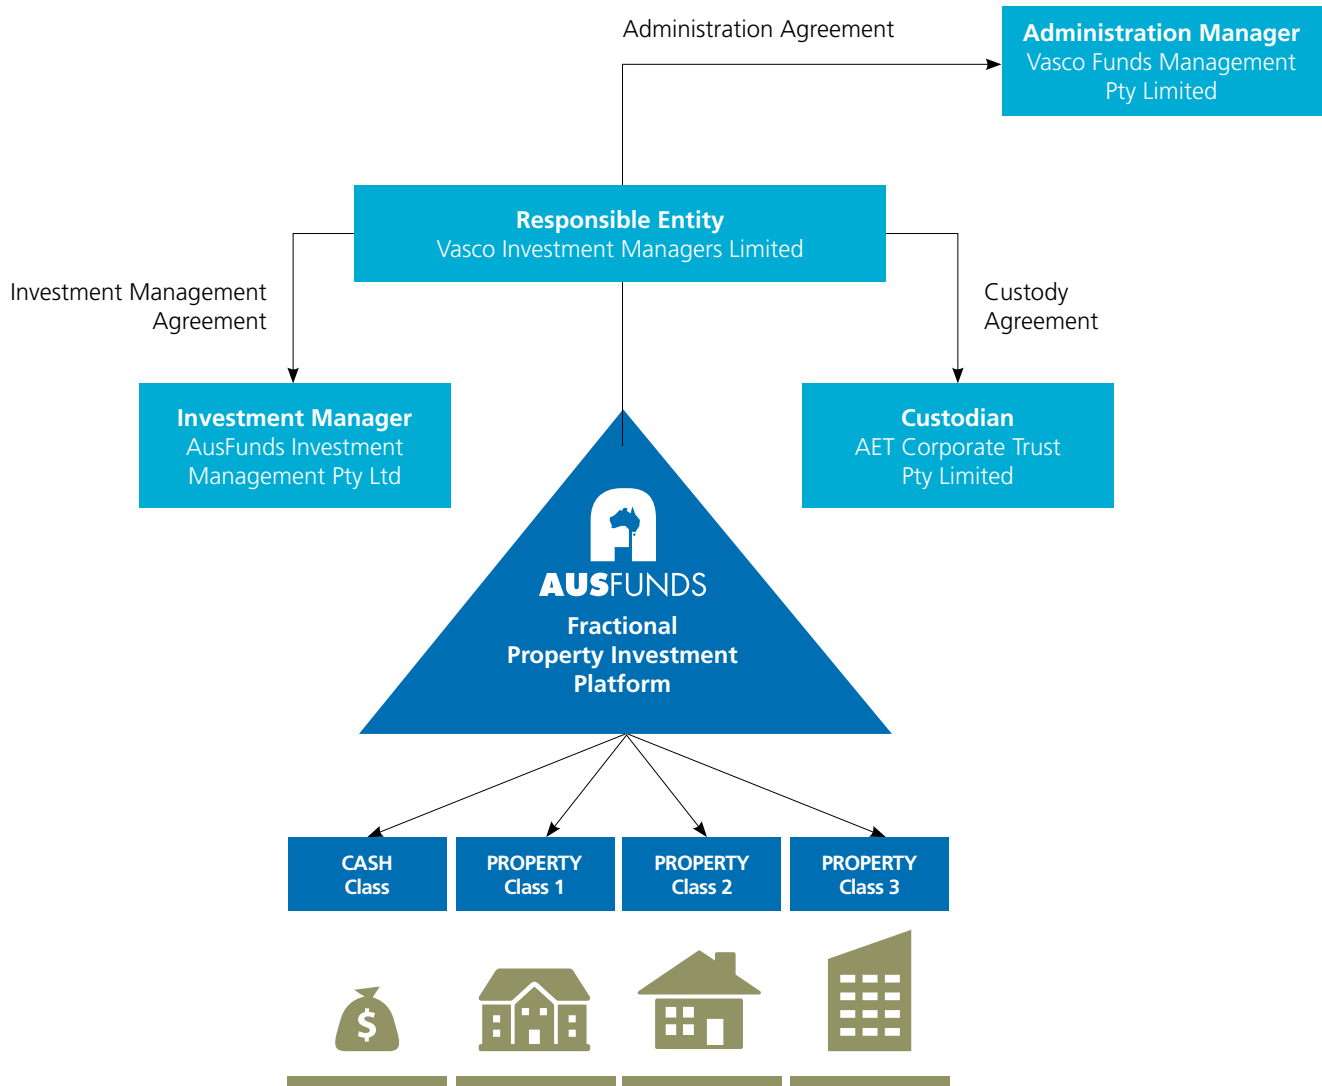 Administration Agreement
Administration Manager
Vasco Funds Management
Pty Limited
Responsible Entity
Vasco Investment Managers Limited
Investment Management
Agreement
Custody
Agreement
Investment Manager
AusFunds Investment
Management Pty Ltd
Custodian
AET Corporate Trust
Pty Limited
AUSFUNDS
Fractional
Property Investment
Platform
CASH
Class
PROPERTY
Class 1
PROPERTY
Class 2
PROPERTY
Class 3
$